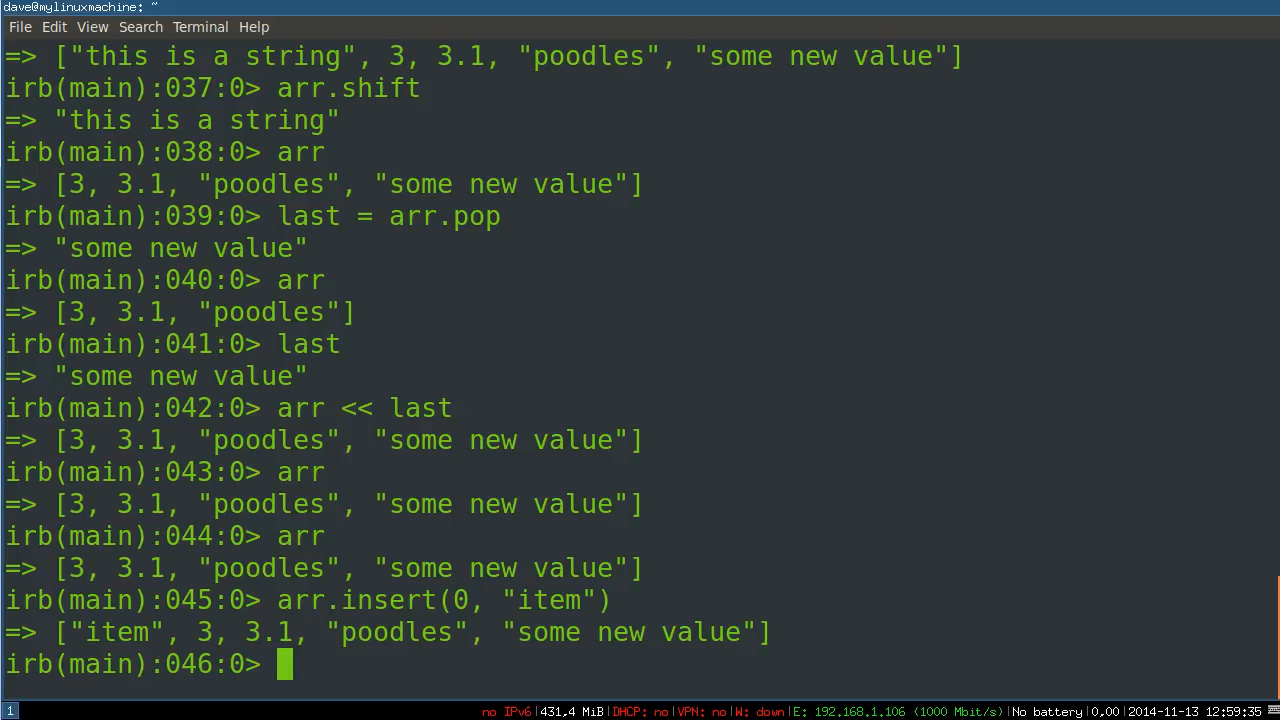 dave@mylinuxmachine: ~
File Edit View Search Terminal Help
=> ["this is a string", 3, 3.1, "poodles", "some new value"]
irb(main):037:0> arr.shift
=> "this is a string"
irb(main):038:0> arr
=> [3, 3.1, "poodles", "some new value"]
irb(main):039:0> last = arr.pop
=> "some new value"
irb(main):040:0> arr
=> [3, 3.1, "poodles"]
irb(main):041:0> last
=> "some new value"
irb(main):042:0> arr << last
=> [3, 3.1, "poodles", "some new value"]
irb(main):043:0> arr
=> [3, 3.1, "poodles", "some new value"]
irb(main):044:0> arr
=> [3, 3.1, "poodles", "some new value"]
irb(main):045:0> arr.insert(0, "item")
=> ["item", 3, 3.1, "poodles", "some new value"]
irb(main):046:0>
1 no IPv6|431,4 MiB|DHCP: no|VPN: no|W: down|E: 192.168.1.106 (1000 Mbit/s)|No battery|0,00|2014-11-13 12:59:35